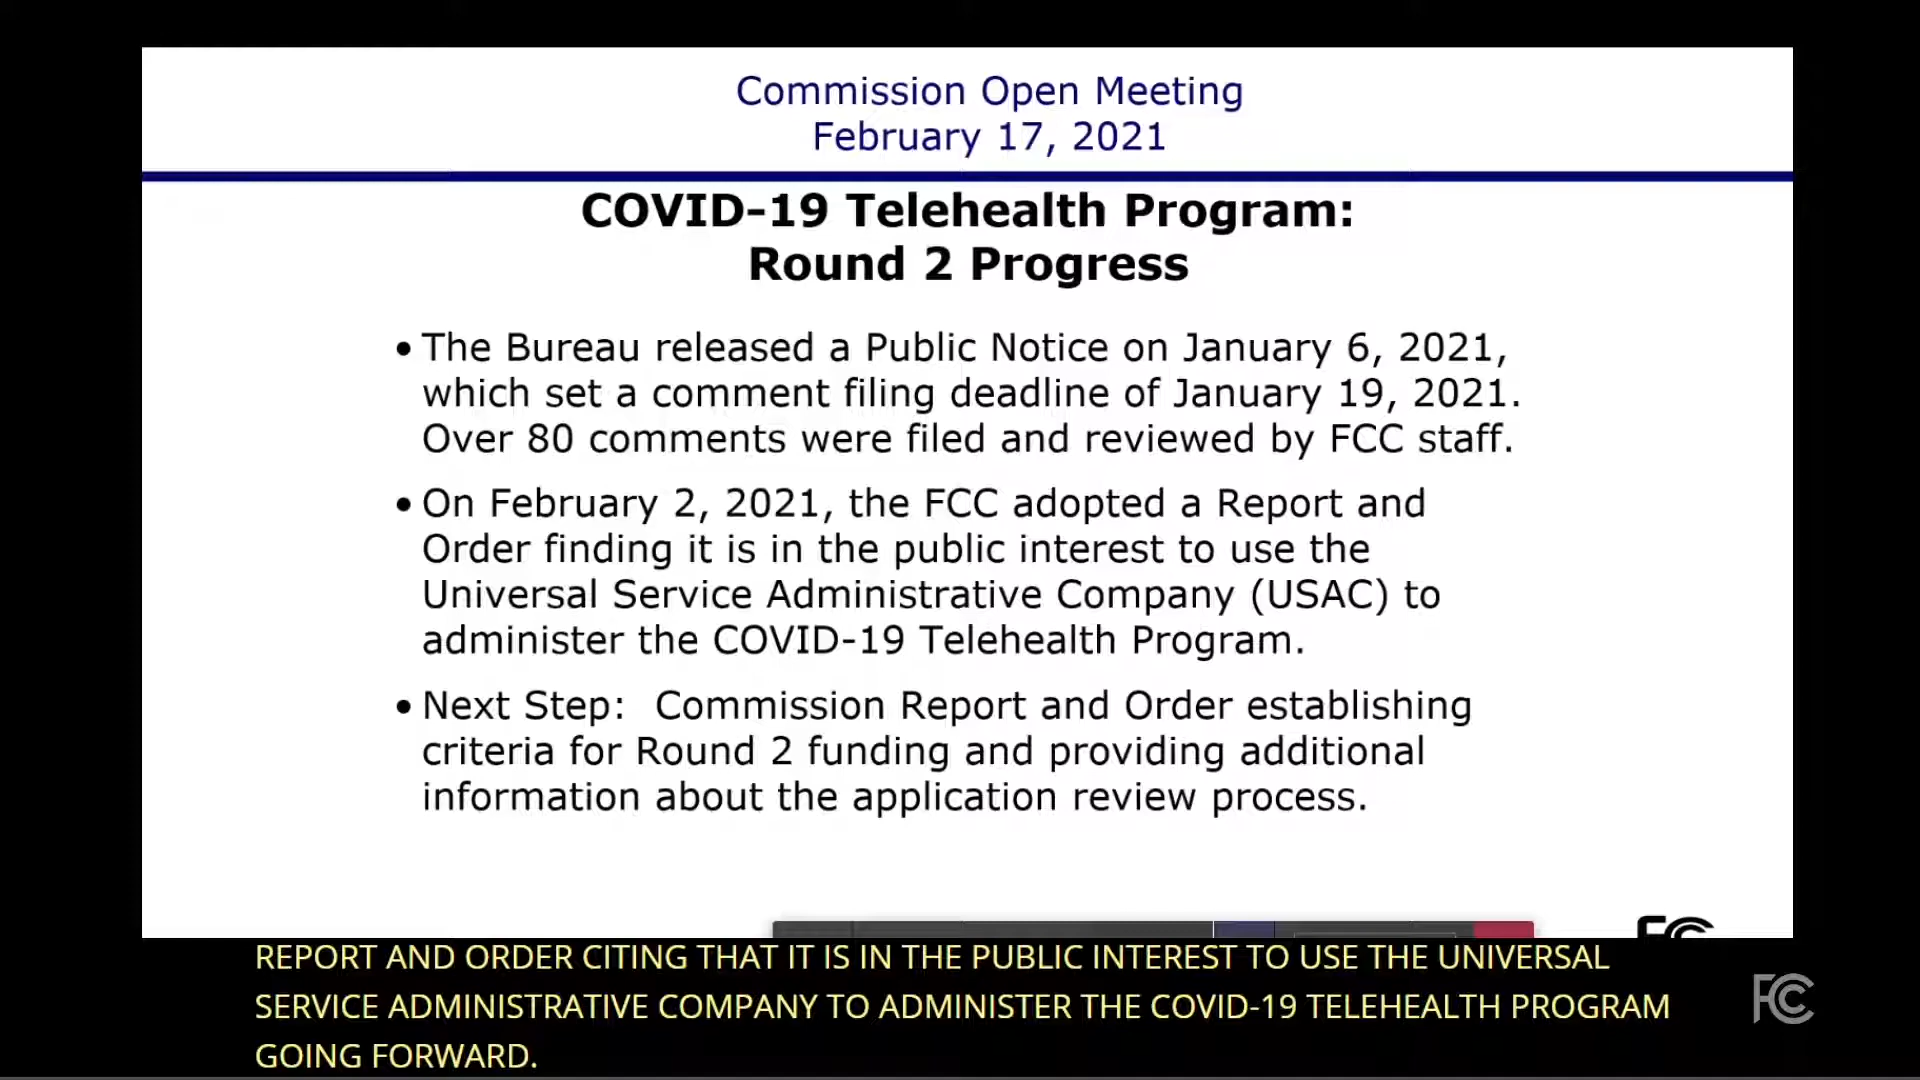 Commission Open Meeting
February 17, 2021
COVID-19 Telehealth Program:
Round 2 Progress
• The Bureau released a Public Notice on January 6, 2021,
which set a comment filing deadline of January 19, 2021.
Over 80 comments were filed and reviewed by FCC staff.
• On February 2, 2021, the FCC adopted a Report and
Order finding it is in the public interest to use the
Universal Service Administrative Company (USAC) to
administer the COVID-19 Telehealth Program.
• Next Step:  Commission Report and Order establishing
criteria for Round 2 funding and providing additional
information about the application review process.
FCC
REPORT AND ORDER CITING THAT IT IS IN THE PUBLIC INTEREST TO USE THE UNIVERSAL
SERVICE ADMINISTRATIVE COMPANY TO ADMINISTER THE COVID-19 TELEHEALTH PROGRAM
GOING FORWARD.
FCC